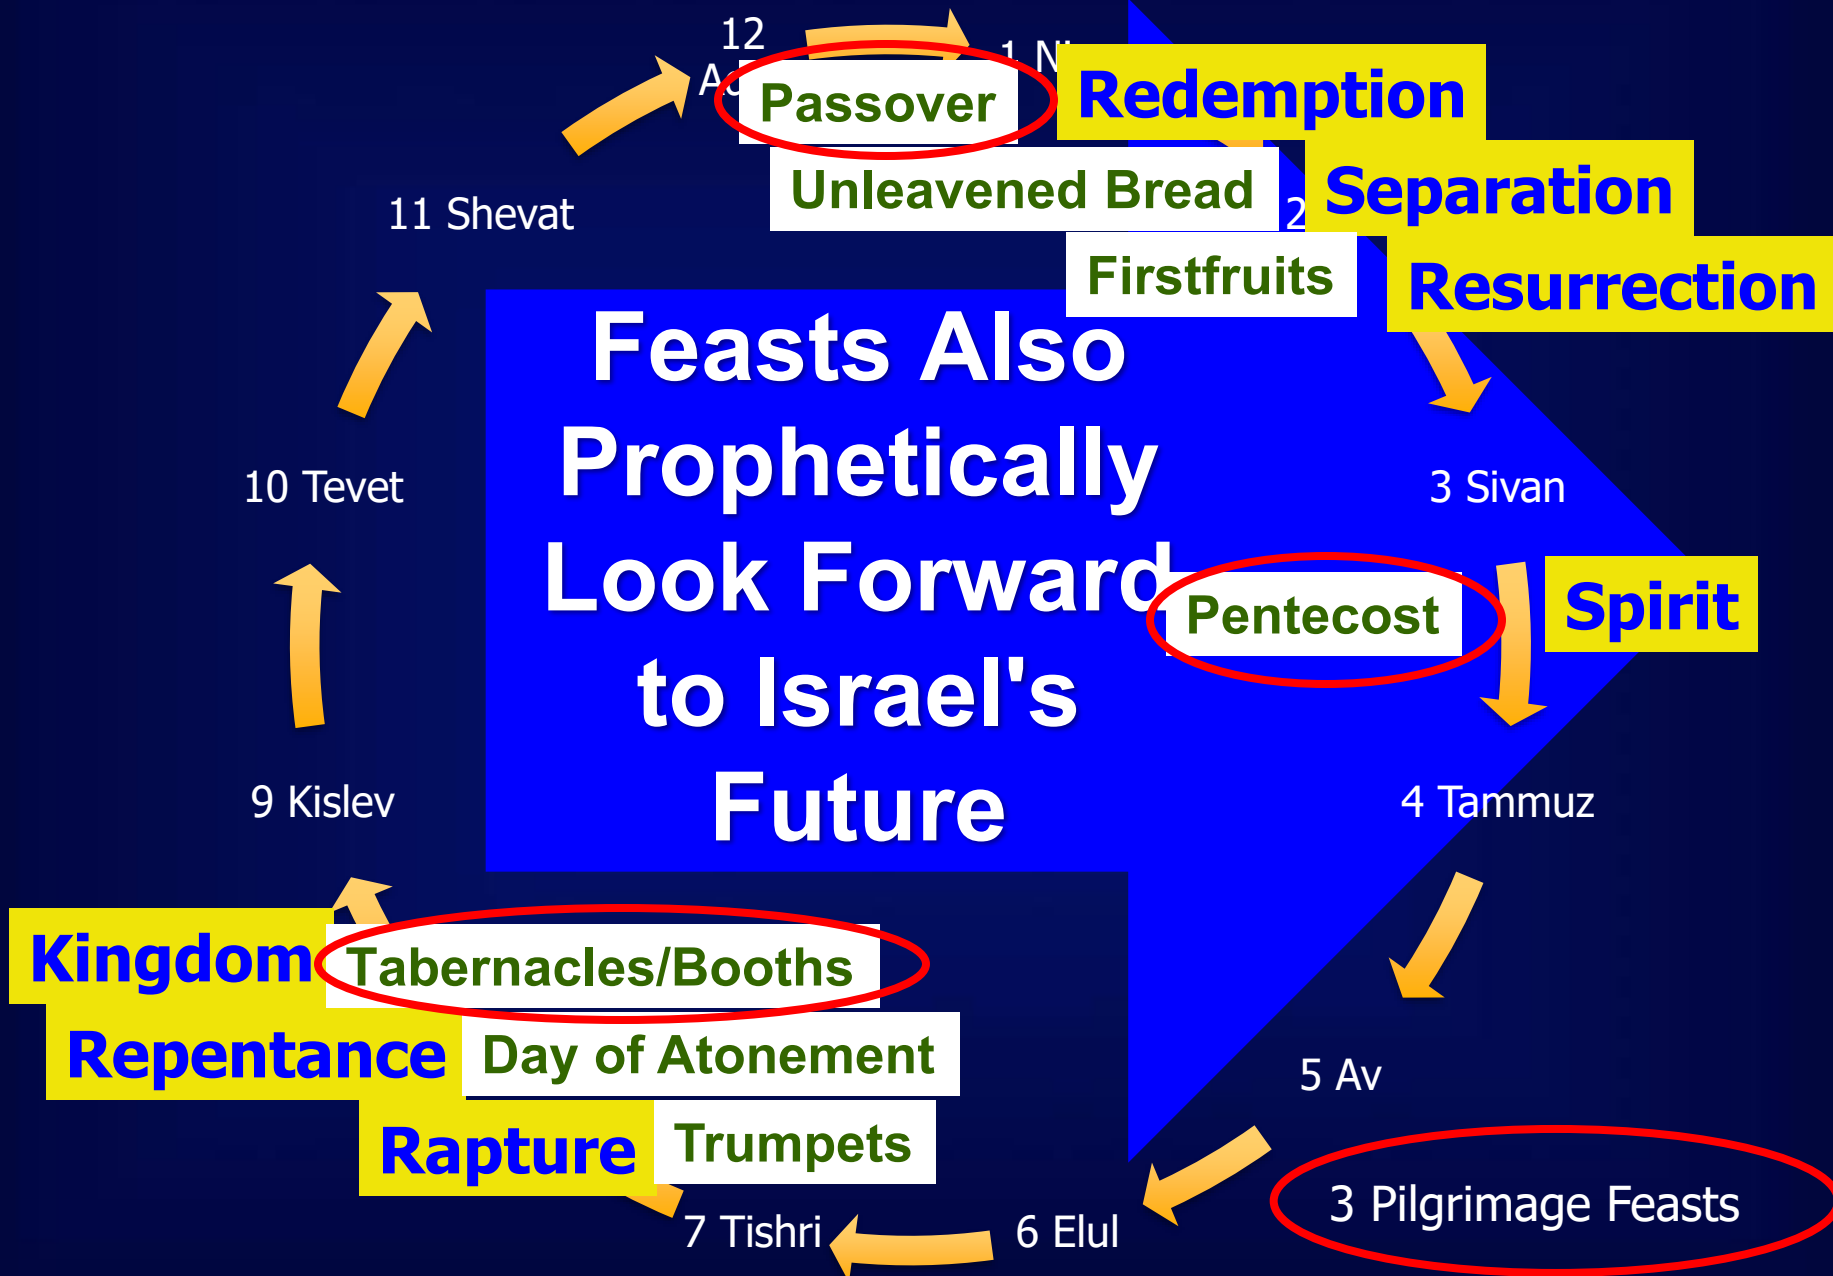 12
1
Passover
Redemption
Unleavened Bread
Separation
11 Shevat
2
Firstfruits
Resurrection
Feasts Also
Prophetically
Look Forward
to Israel's
Future
10 Tevet
3 Sivan
Pentecost
Spirit
9 Kislev
4 Tammuz
Kingdom
Tabernacles/Booths
Repentance
Day of Atonement
5 Av
Rapture
Trumpets
3 Pilgrimage Feasts
7 Tishri
6 Elul